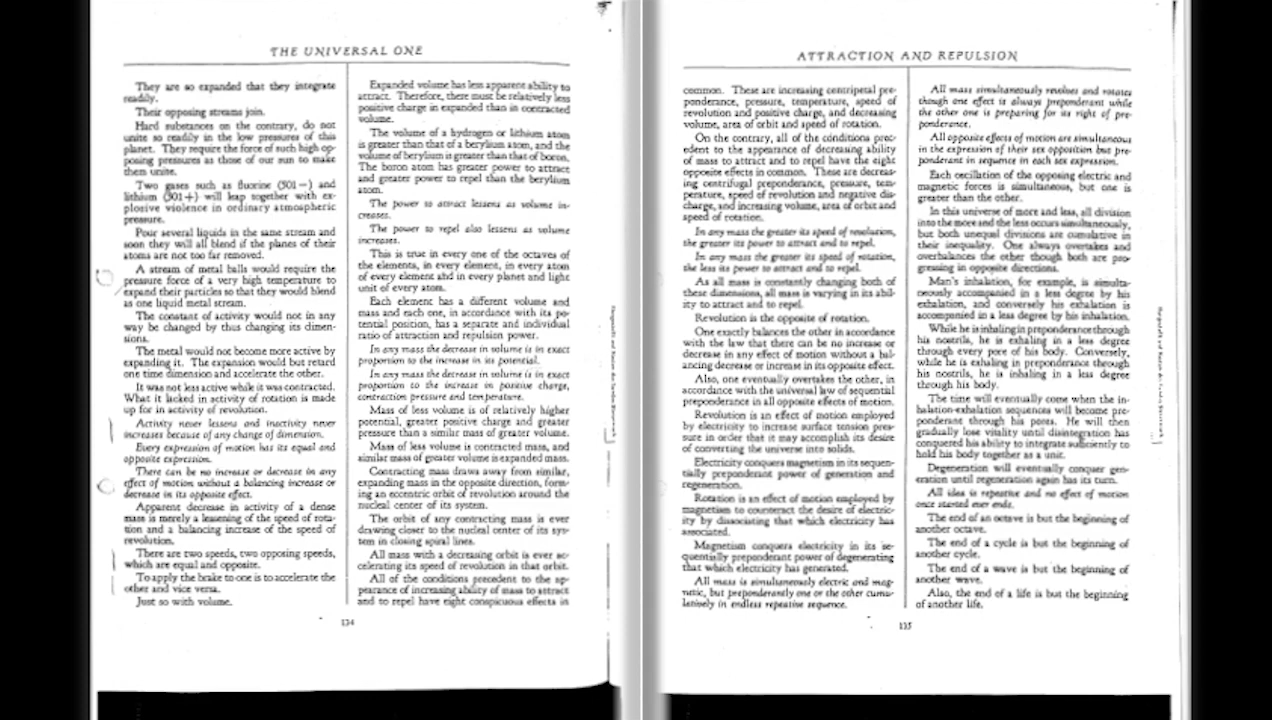 THE UNIVERSAL ONE
They are so expanded that they integrate
readily.
Their opposing streams join.
Hard substances on the contrary, do not
unite so readily in the low pressures of this
planet. They require the force of such high op-
posing pressures as those of our sun to make
them unite.
Two gases such as fluorine (501—) and
lithium (501+) will leap together with ex-
plosive violence in ordinary atmospheric
pressure.
Pour several liquids in the same stream and
soon they will all blend if the planes of their
atoms are not too far removed.
A stream of metal balls would require the
pressure force of a very high temperature to
expand their particles so that they would blend
as one liquid metal stream.
The constant of activity would not in any
way be changed by thus changing its dimen-
sions.
The metal would not become more active by
expanding it. The expansion would but retard
one time dimension and accelerate the other.
It was not less active while it was contracted.
What it lacked in activity of rotation is made
up for in activity of revolution.
Activity never lessens and inactivity never
increases because of any change of dimension.
Every expression of motion has its equal and
opposite expression.
There can be no increase or decrease in any
effect of motion without a balancing increase or
decrease in its opposite effect.
Apparent decrease in activity of a dense
mass is merely a lessening of the speed of rota-
tion and a balancing increase of the speed of
revolution.
There are two speeds, two opposing speeds,
which are equal and opposite.
To apply the brake to one is to accelerate the
other and vice versa.
Just so with volume.
Expanded volume has less apparent ability to
attract. Therefore, there must be relatively less
positive charge in expanded than in contracted
volume.
The volume of a hydrogen or lithium atom
is greater than that of a berylium atom, and the
volume of berylium is greater than that of boron.
The boron atom has greater power to attract
and greater power to repel than the berylium
atom.
The power to attract lessens as volume in-
creases.
The power to repel also lessens as volume
increases.
This is true in every one of the octaves of
the elements, in every element, in every atom
of every element and in every planet and light
unit of every atom.
Each element has a different volume and
mass and each one, in accordance with its po-
tential position, has a separate and individual
ratio of attraction and repulsion power.
In any mass the decrease in volume is in exact
proportion to the increase in its potential.
In any mass the decrease in volume is in exact
proportion to the increase in positive charge,
contraction pressure and temperature.
Mass of less volume is of relatively higher
potential, greater positive charge and greater
pressure than a similar mass of greater volume.
Mass of less volume is contracted mass, and
similar mass of greater volume is expanded mass.
Contracting mass draws away from similar,
expanding mass in the opposite direction, form-
ing an eccentric orbit of revolution around the
nucleal center of its system.
The orbit of any contracting mass is ever
drawing closer to the nucleal center of its sys-
tem in closing spiral lines.
All mass with a decreasing orbit is ever ac-
celerating its speed of revolution in that orbit.
All of the conditions precedent to the ap-
pearance of increasing ability of mass to attract
and to repel have eight conspicuous effects in
134
ATTRACTION AND REPULSION
common. These are increasing centripetal pre-
ponderance, pressure, temperature, speed of
revolution and positive charge, and decreasing
volume, area of orbit and speed of rotation.
On the contrary, all of the conditions prec-
edent to the appearance of decreasing ability
of mass to attract and to repel have the eight
opposite effects in common. These are decreas-
ing centrifugal preponderance, pressure, tem-
perature, speed of revolution and negative dis-
charge, and increasing volume, area of orbit and
speed of rotation.
In any mass the greater its speed of revolution,
the greater its power to attract and to repel.
In any mass the greater its speed of rotation,
the less its power to attract and to repel.
As all mass is constantly changing both of
these dimensions, all mass is varying in its abil-
ity to attract and to repel.
Revolution is the opposite of rotation.
One exactly balances the other in accordance
with the law that there can be no increase or
decrease in any effect of motion without a bal-
ancing decrease or increase in its opposite effect.
Also, one eventually overtakes the other, in
accordance with the universal law of sequential
preponderance in all opposite effects of motion.
Revolution is an effect of motion employed
by electricity to increase surface tension pres-
sure in order that it may accomplish its desire
of converting the universe into solids.
Electricity conquers magnetism in its sequen-
tially preponderant power of generation and
regeneration.
Rotation is an effect of motion employed by
magnetism to counteract the desire of electric-
ity by dissociating that which electricity has
associated.
Magnetism conquers electricity in its se-
quentially preponderant power of degenerating
that which electricity has generated.
All mass is simultaneously electric and mag-
netic, but preponderantly one or the other cumu-
latively in endless repetitive sequence.
All mass simultaneously revolves and rotates
though one effect is always preponderant while
the other one is preparing for its right of pre-
ponderance.
All opposite effects of motion are simultaneous
in the expression of their sex opposition but pre-
ponderant in sequence in each sex expression.
Each oscillation of the opposing electric and
magnetic forces is simultaneous, but one is
greater than the other.
In this universe of more and less, all division
into the more and the less occurs simultaneously,
but both unequal divisions are cumulative in
their inequality. One always overtakes and
overbalances the other though both are pro-
gressing in opposite directions.
Man's inhalation, for example, is simulta-
neously accompanied in a less degree by his
exhalation, and conversely his exhalation is
accompanied in a less degree by his inhalation.
While he is inhaling in preponderance through
his nostrils, he is exhaling in a less degree
through every pore of his body. Conversely,
while he is exhaling in preponderance through
his nostrils, he is inhaling in a less degree
through his body.
The time will eventually come when the in-
halation-exhalation sequences will become pre-
ponderant through his pores. He will then
gradually lose vitality until disintegration has
conquered his ability to integrate sufficiently to
hold his body together as a unit.
Degeneration will eventually conquer gen-
eration until regeneration again has its turn.
All idea is repetitive and no effect of motion
once started ever ends.
The end of an octave is but the beginning of
another octave.
The end of a cycle is but the beginning of
another cycle.
The end of a wave is but the beginning of
another wave.
Also, the end of a life is but the beginning
of another life.
135